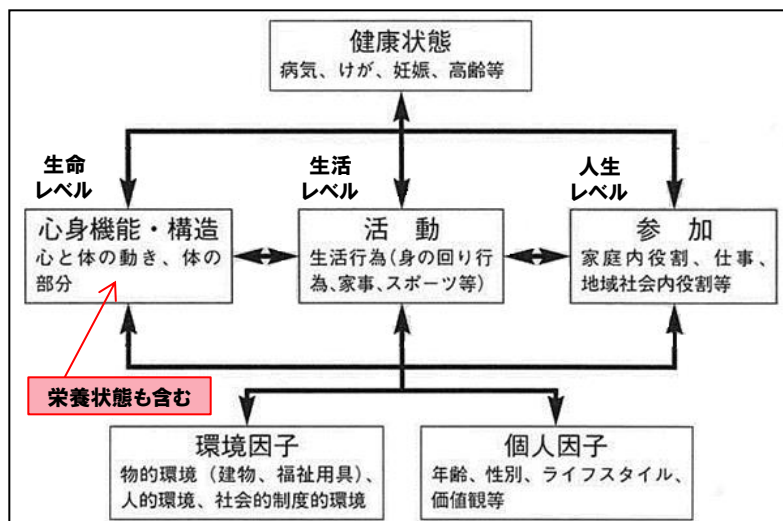 健康状態
病気、けが、妊娠、高齢等
生命
レベル
生活
レベル
人生
レベル
心身機能・構造
心と体の動き、体の
部分
活　動
生活行為(身の回り行
為、家事、スポーツ等)
参　加
家庭内役割、仕事、
地域社会内役割等
栄養状態も含む
環境因子
物的環境（建物、福祉用具）、
人的環境、社会的制度的環境
個人因子
年齢、性別、ライフスタイル、
価値観等